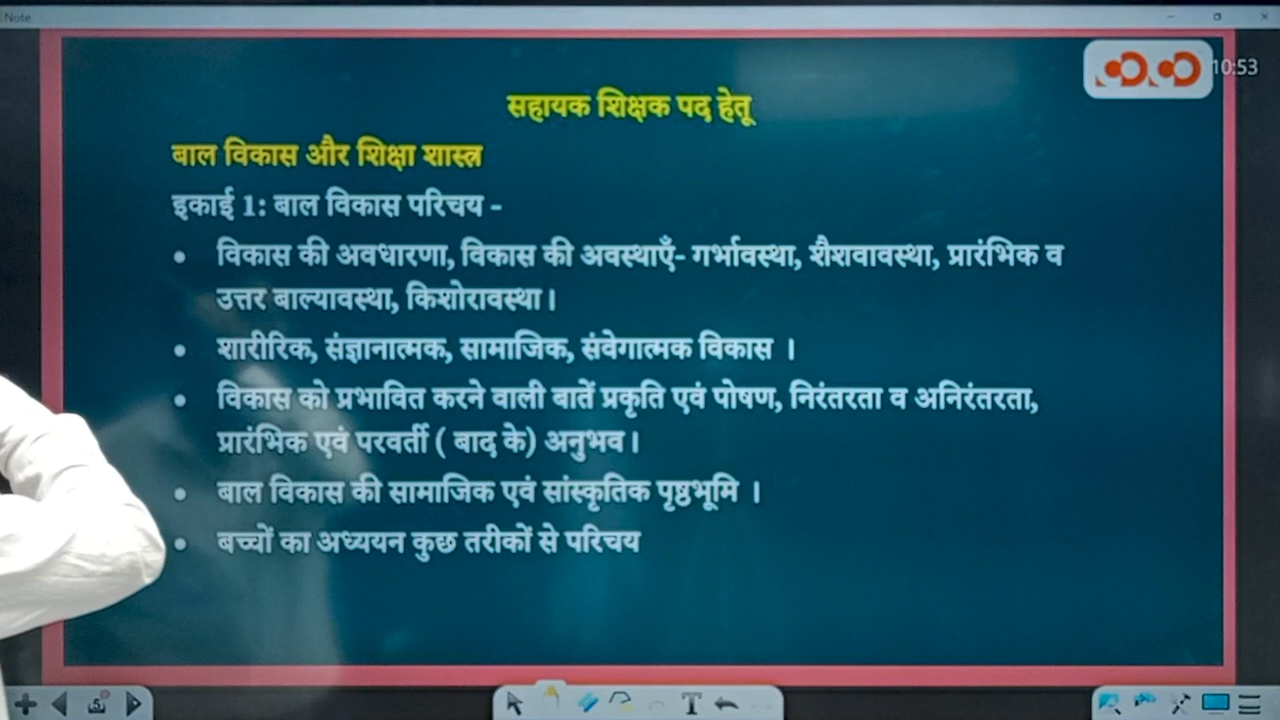 Note
10:53
सहायक शिक्षक पद हेतू
बाल विकास और शिक्षा शास्त्र
इकाई 1: बाल विकास परिचय -
• विकास की अवधारणा, विकास की अवस्थाएँ- गर्भावस्था, शैशवावस्था, प्रारंभिक व
उत्तर बाल्यावस्था, किशोरावस्था।
• शारीरिक, संज्ञानात्मक, सामाजिक, संवेगात्मक विकास ।
• विकास को प्रभावित करने वाली बातें प्रकृति एवं पोषण, निरंतरता व अनिरंतरता,
प्रारंभिक एवं परवर्ती ( बाद के) अनुभव।
• बाल विकास की सामाजिक एवं सांस्कृतिक पृष्ठभूमि ।
• बच्चों का अध्ययन कुछ तरीकों से परिचय
5
T